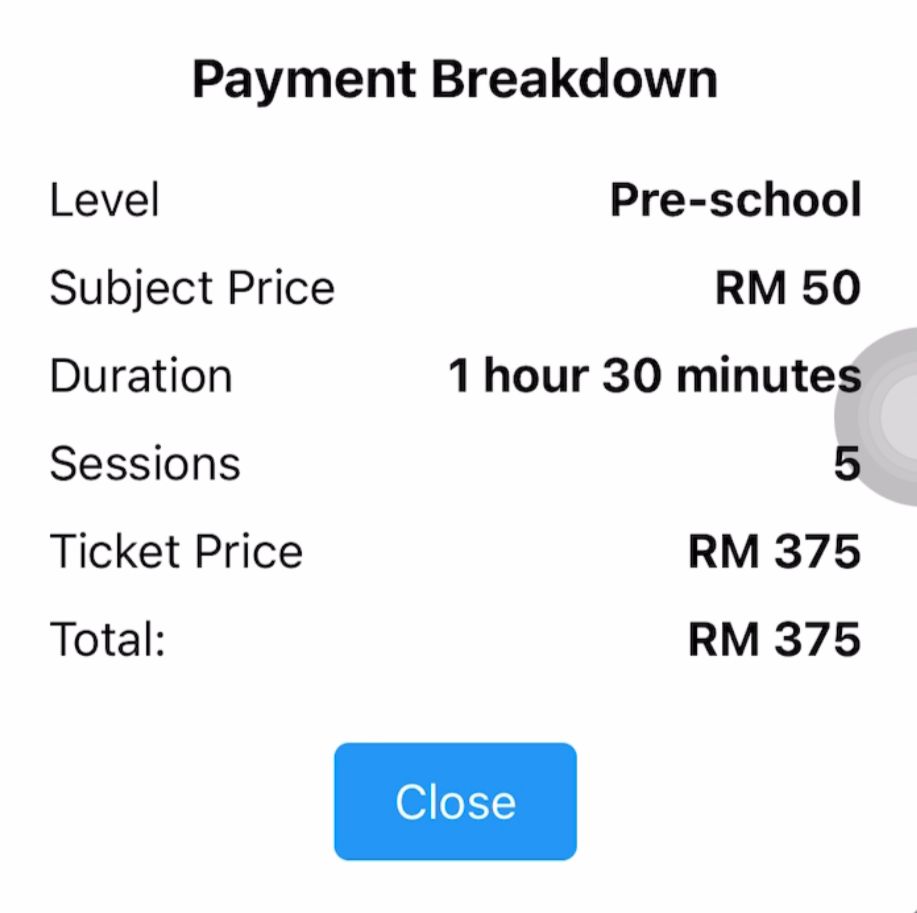 Payment Breakdown
Level Pre-school
Subject Price RM 50
Duration 1 hour 30 minutes
Sessions 5
Ticket Price RM 375
Total: RM 375
Close